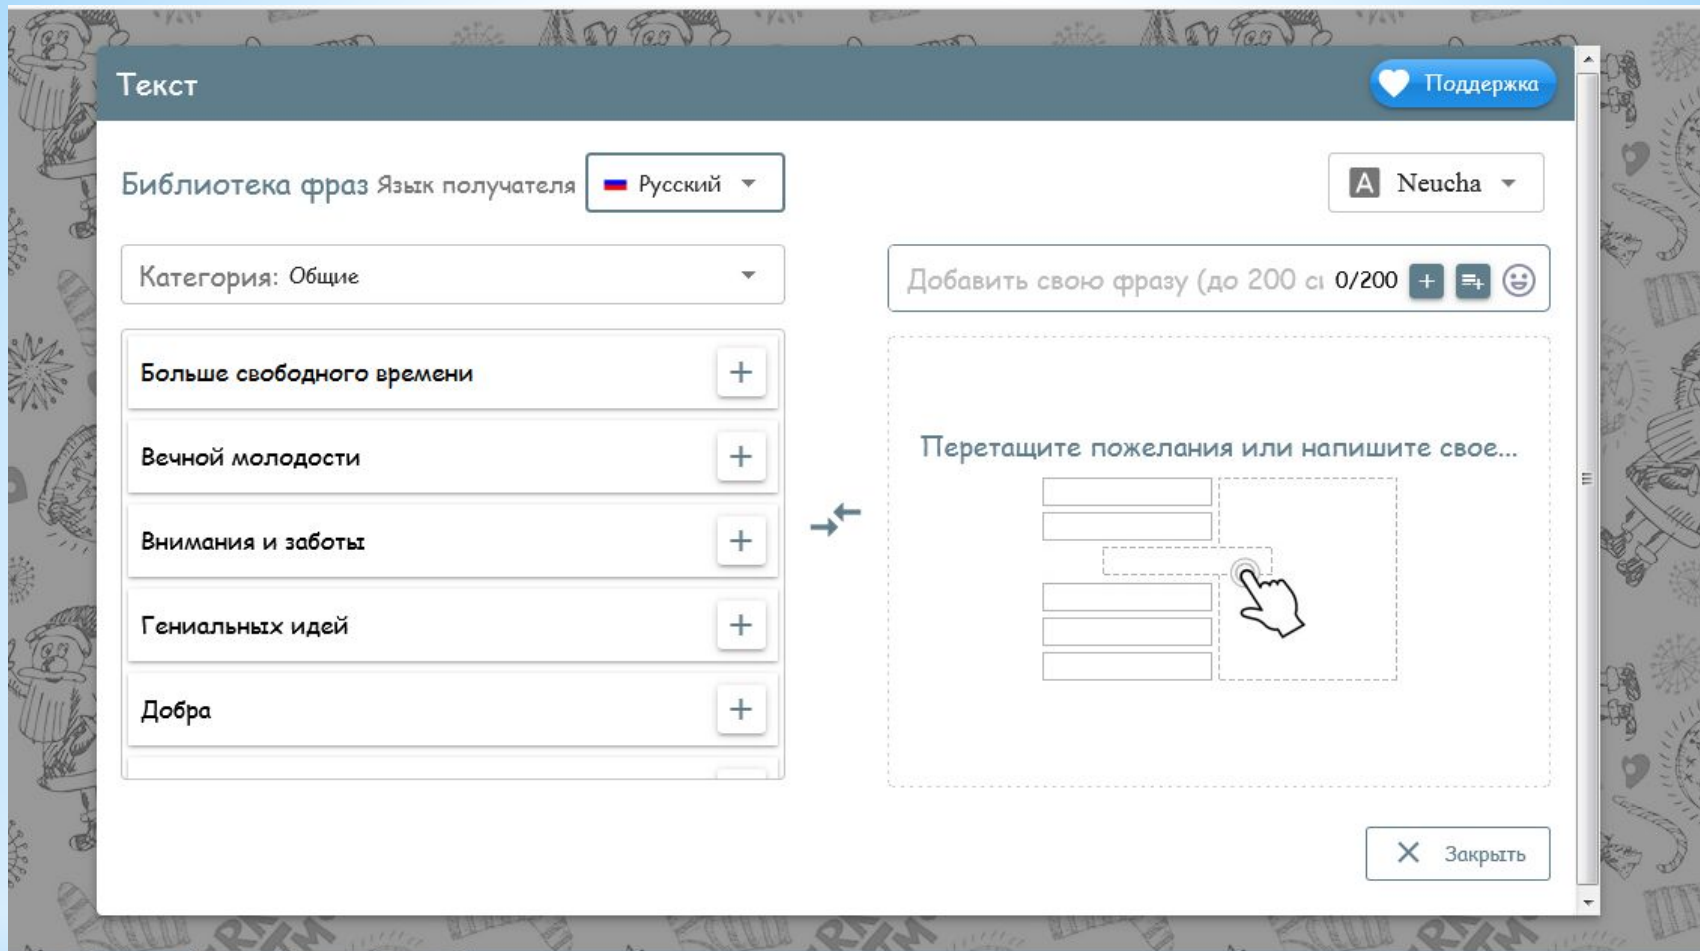 Текст
Поддержка
Библиотека фраз Язык получателя Русский
Neucha
Категория: Общие
Добавить свою фразу (до 200 си 0/200
Больше свободного времени
Вечной молодости
Внимания и заботы
Гениальных идей
Добра
Перетащите пожелания или напишите свое...
Закрыть